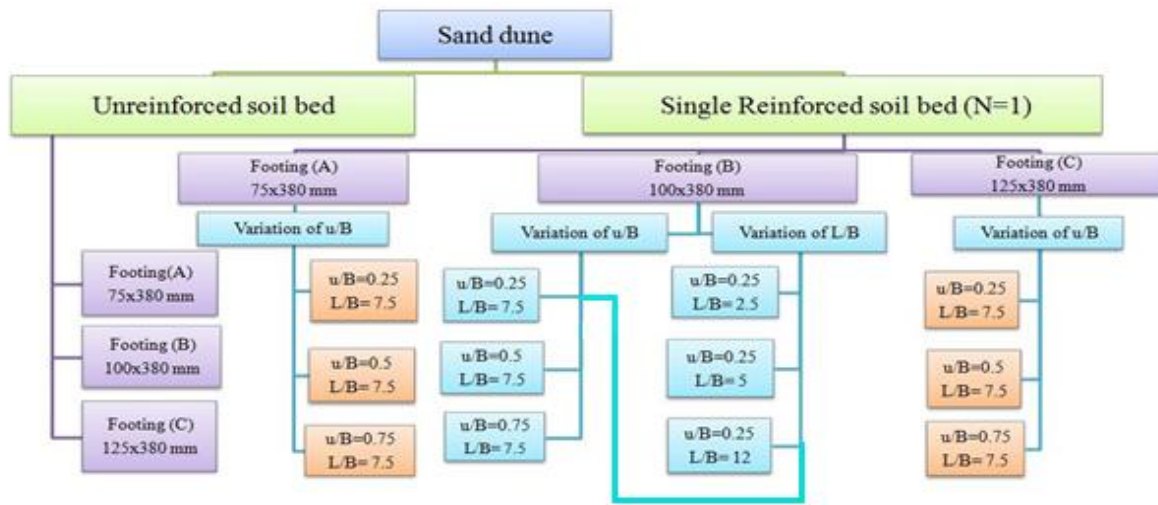 Sand dune
Unreinforced soil bed
Single Reinforced soil bed (N=1)
Footing (A)
75x380 mm
Footing (B)
100x380 mm
Footing (C)
125x380 mm
Variation of u/B
Variation of u/B
Variation of L/B
Variation of u/B
Footing(A)
75x380 mm
Footing (B)
100x380 mm
Footing (C)
125x380 mm
u/B=0.25
L/B= 7.5
u/B=0.5
L/B= 7.5
u/B=0.75
L/B= 7.5
u/B=0.25
L/B= 7.5
u/B=0.5
L/B= 7.5
u/B=0.75
L/B= 7.5
u/B=0.25
L/B= 2.5
u/B=0.25
L/B= 5
u/B=0.25
L/B= 12
u/B=0.25
L/B= 7.5
u/B=0.5
L/B= 7.5
u/B=0.75
L/B= 7.5